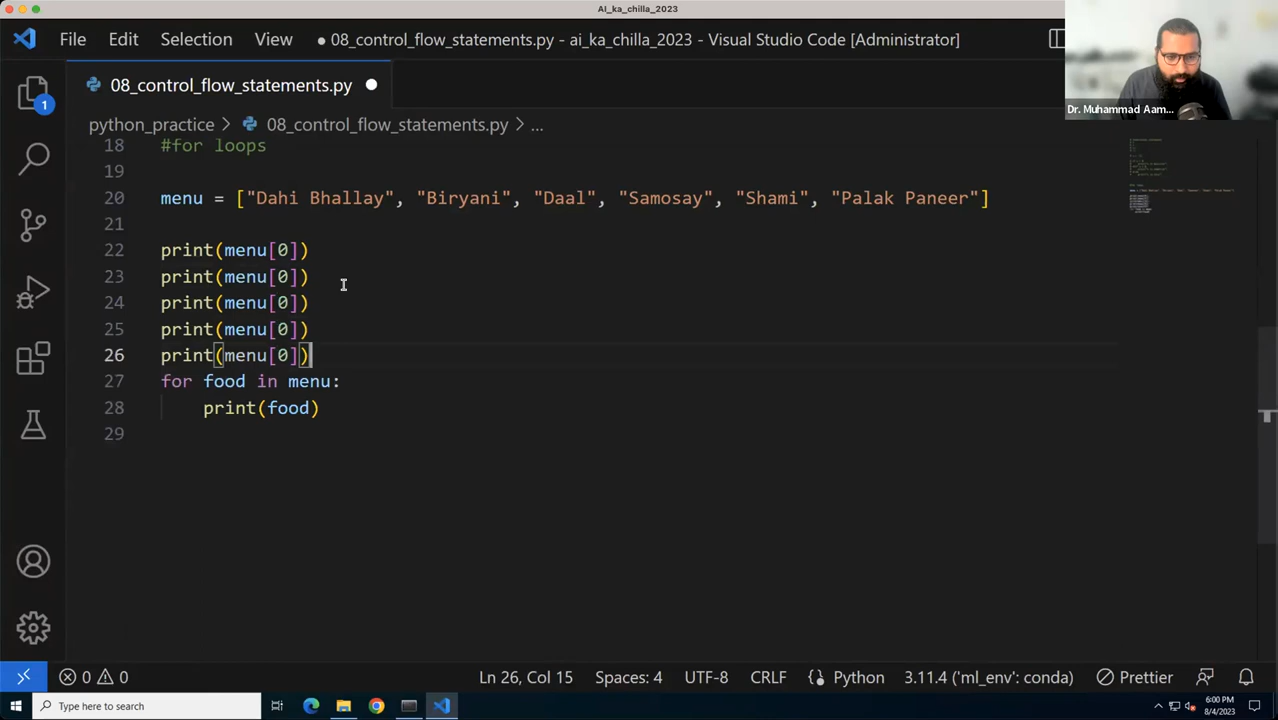 AI_ka_chilla_2023
File Edit Selection View ● 08_control_flow_statements.py - ai_ka_chilla_2023 - Visual Studio Code [Administrator]
Dr. Muhammad Aam...
08_control_flow_statements.py
1
python_practice > 08_control_flow_statements.py > ...
18 #for loops
19
20 menu = ["Dahi Bhallay", "Biryani", "Daal", "Samosay", "Shami", "Palak Paneer"]
21
22 print(menu[0])
23 print(menu[0])
24 print(menu[0])
25 print(menu[0])
26 print(menu[0])
27 for food in menu:
28     print(food)
29
0 0 Ln 26, Col 15 Spaces: 4 UTF-8 CRLF Python 3.11.4 ('ml_env': conda) Prettier
Type here to search
6:00 PM
8/4/2023